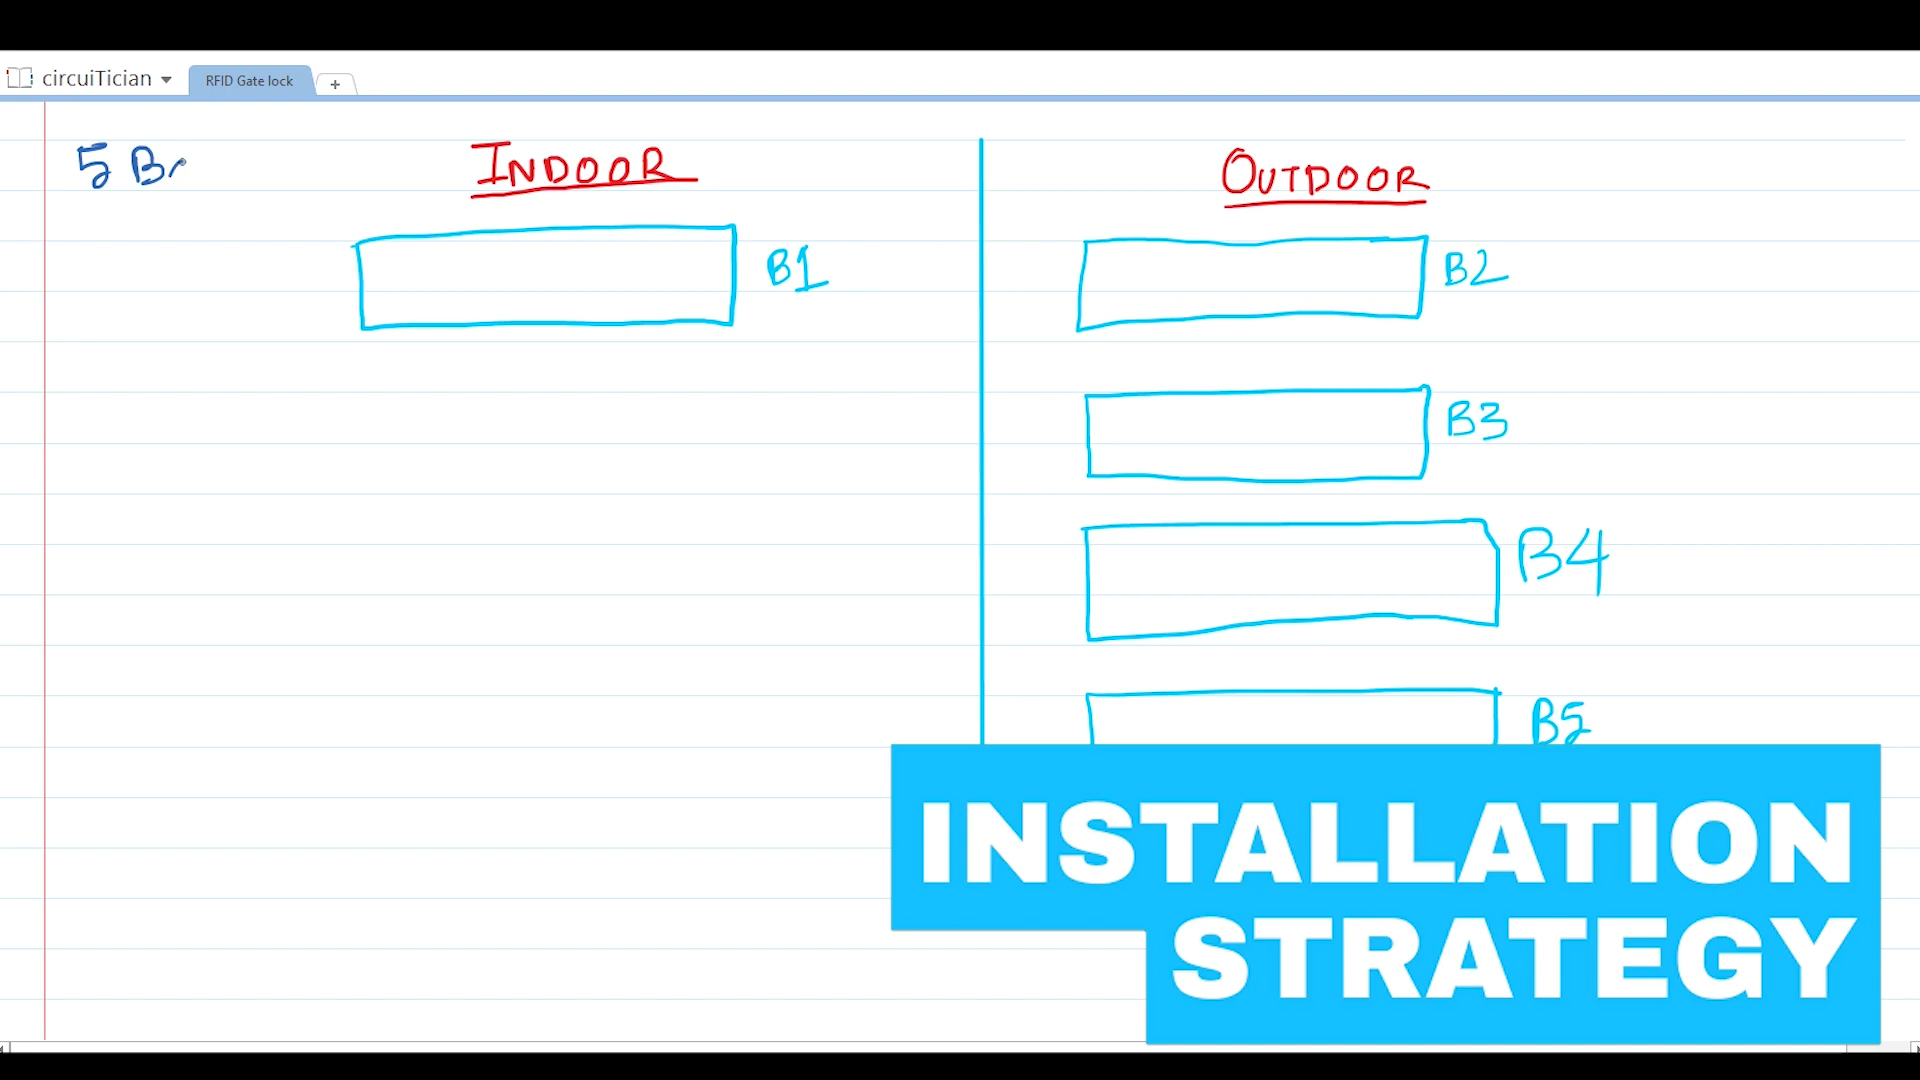 circuiTician
RFID Gate lock
5 B
INDOOR
OUTDOOR
B1
B2
B3
B4
B5
INSTALLATION
STRATEGY